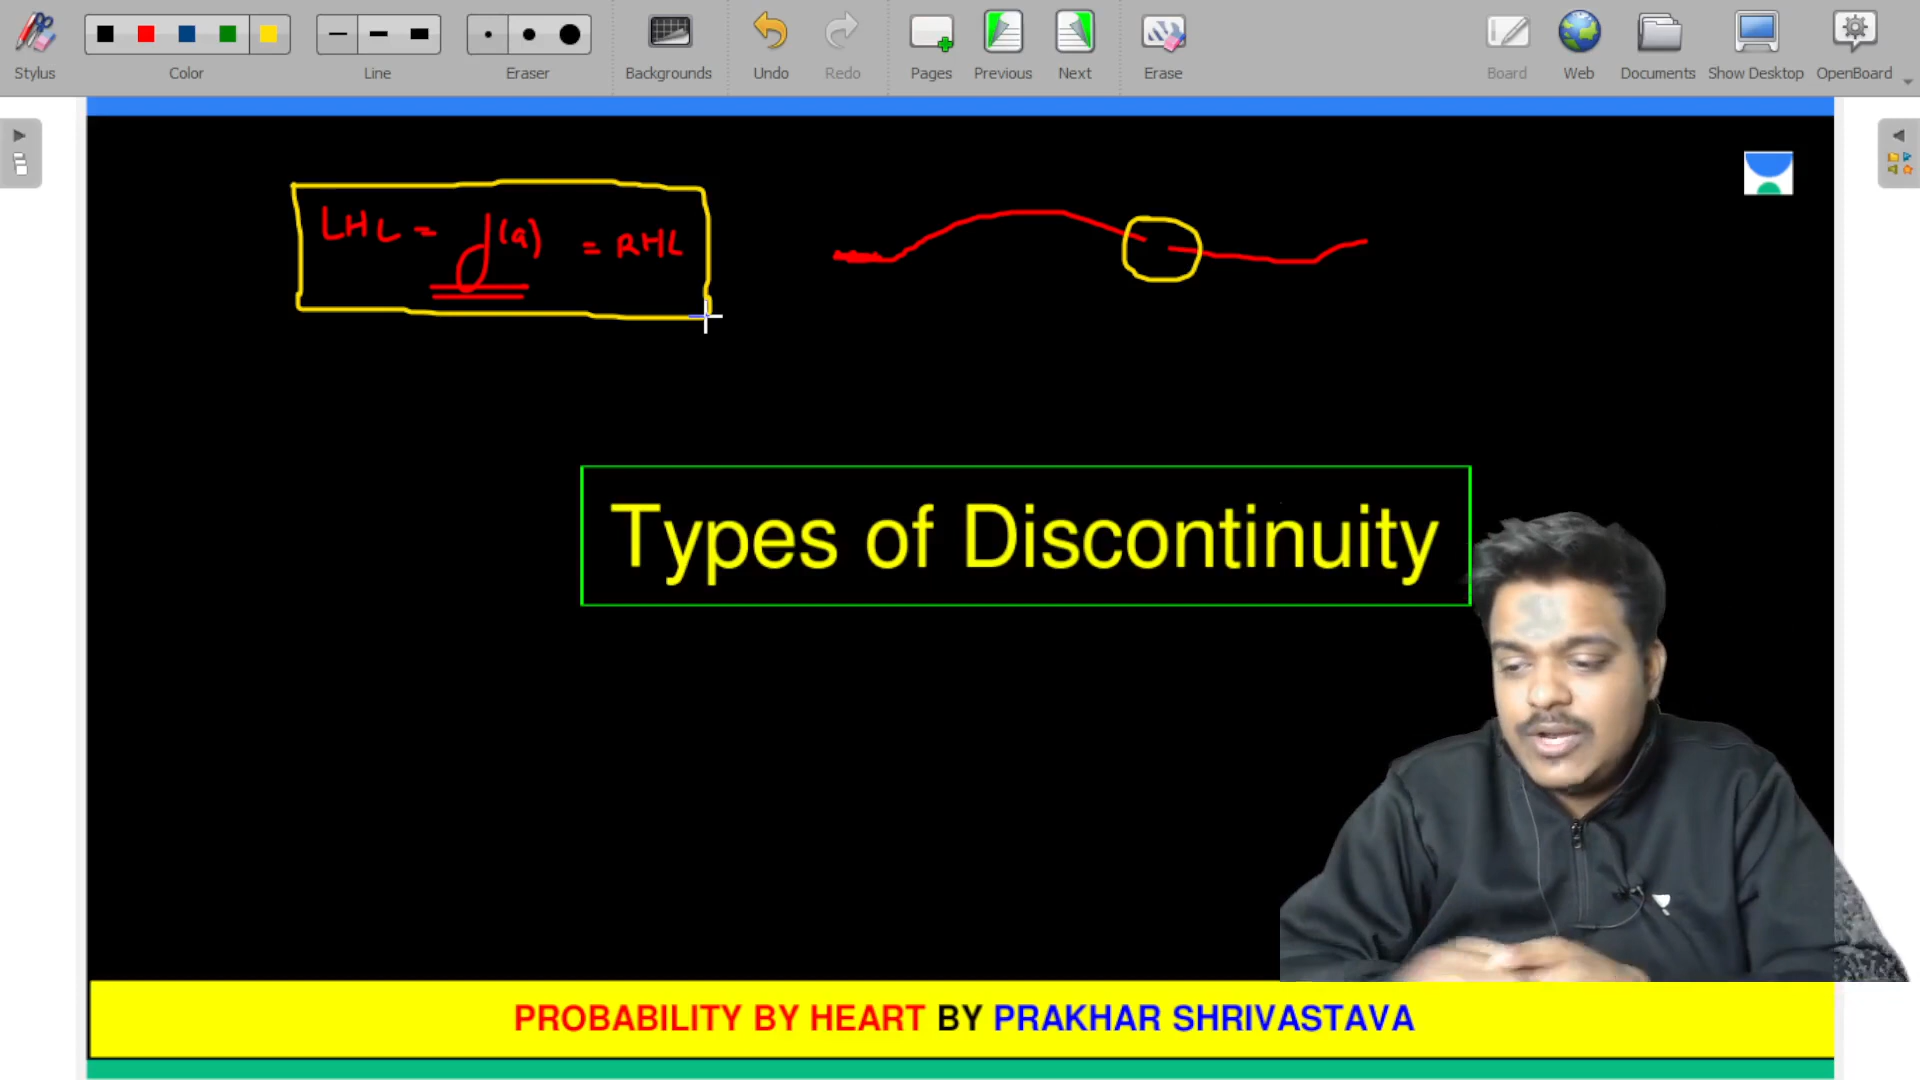 Stylus Color Line Eraser Backgrounds Undo Redo Pages Previous Next Erase Board Web Documents Show Desktop OpenBoard
LHL = f(a) = RHL
Types of Discontinuity
PROBABILITY BY HEART BY PRAKHAR SHRIVASTAVA